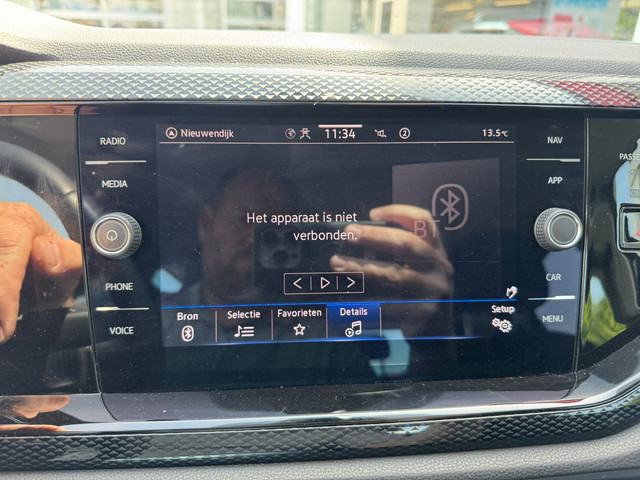 RADIO
MEDIA
PHONE
VOICE
Nieuwendijk
11:34
2
13.5°C
Het apparaat is niet
verbonden.
BT
Bron
Selectie
Favorieten
Details
Setup
NAV
APP
CAR
MENU